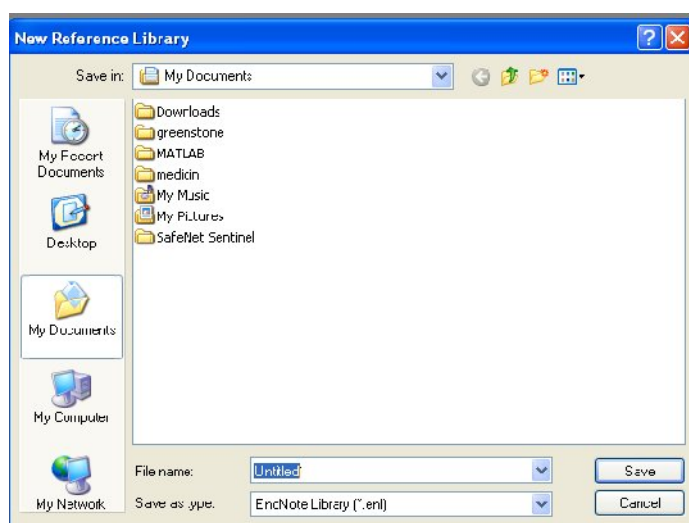 New Reference Library
Save in: My Documents
Downloads
greenstone
MATLAB
medicin
My Music
My Pictures
SafeNet Sentinel
My Recent
Documents
Desktop
My Documents
My Computer
My Network
File name: Untitled Save
Save as type: EndNote Library (*.enl) Cancel